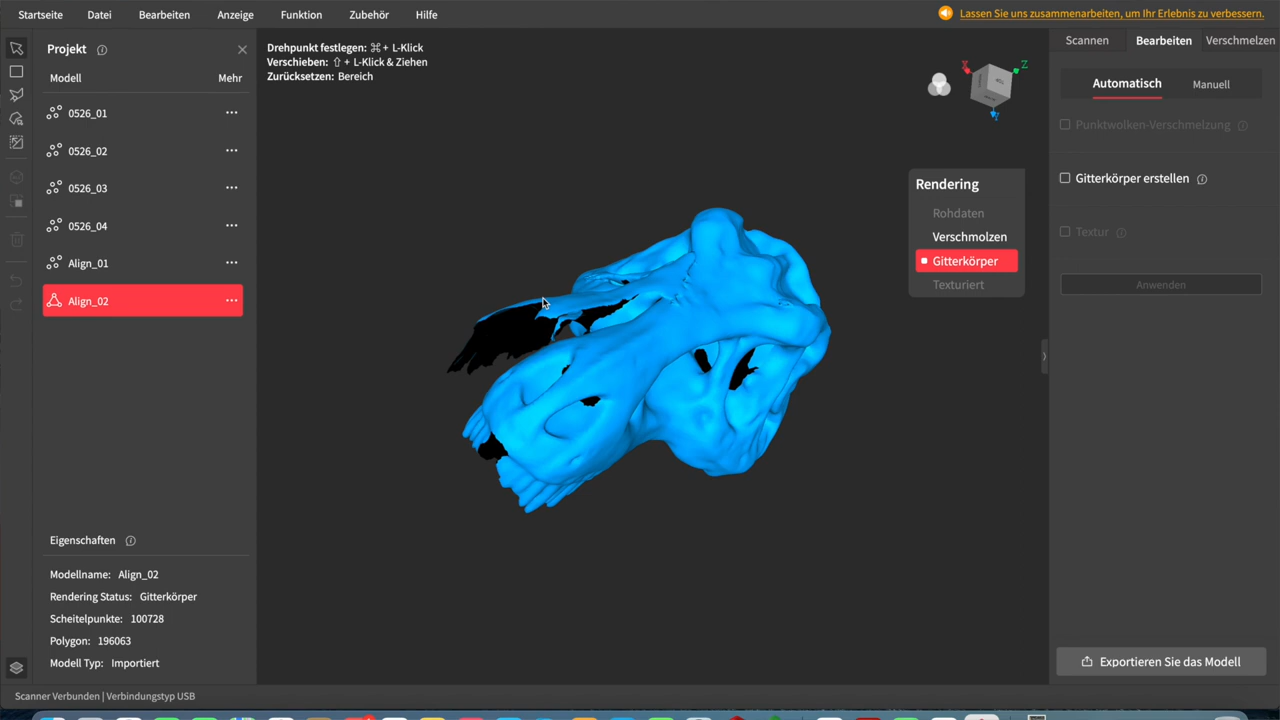 Startseite Datei Bearbeiten Anzeige Funktion Zubehör Hilfe
Lassen Sie uns zusammenarbeiten, um Ihr Erlebnis zu verbessern.
Projekt
Modell Mehr
0526_01
0526_02
0526_03
0526_04
Align_01
Align_02
Eigenschaften
Modellname: Align_02
Rendering Status: Gitterkörper
Scheitelpunkte: 100728
Polygon: 196063
Modell Typ: Importiert
Scanner Verbunden | Verbindungstyp USB
Drehpunkt festlegen: ⌘+ L-Klick
Verschieben: ⇧ + L-Klick & Ziehen
Zurücksetzen: Bereich
X Z
Y
Rendering
Rohdaten
Verschmolzen
Gitterkörper
Texturiert
Scannen Bearbeiten Verschmelzen
Automatisch Manuell
Punktwolken-Verschmelzung
Gitterkörper erstellen
Textur
Anwenden
Exportieren Sie das Modell